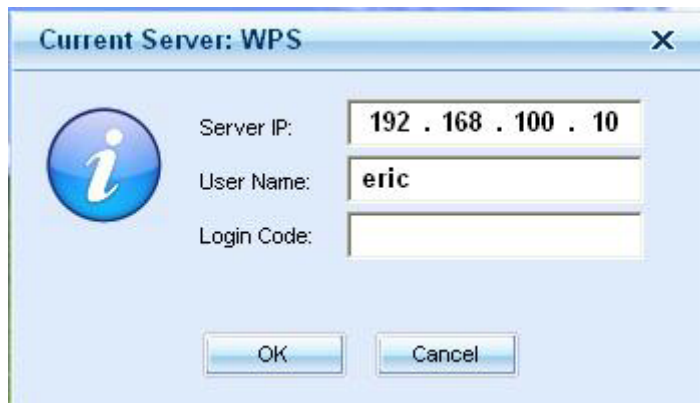 Current Server: WPS
Server IP: 192 . 168 . 100 . 10
User Name: eric
Login Code:
OK Cancel